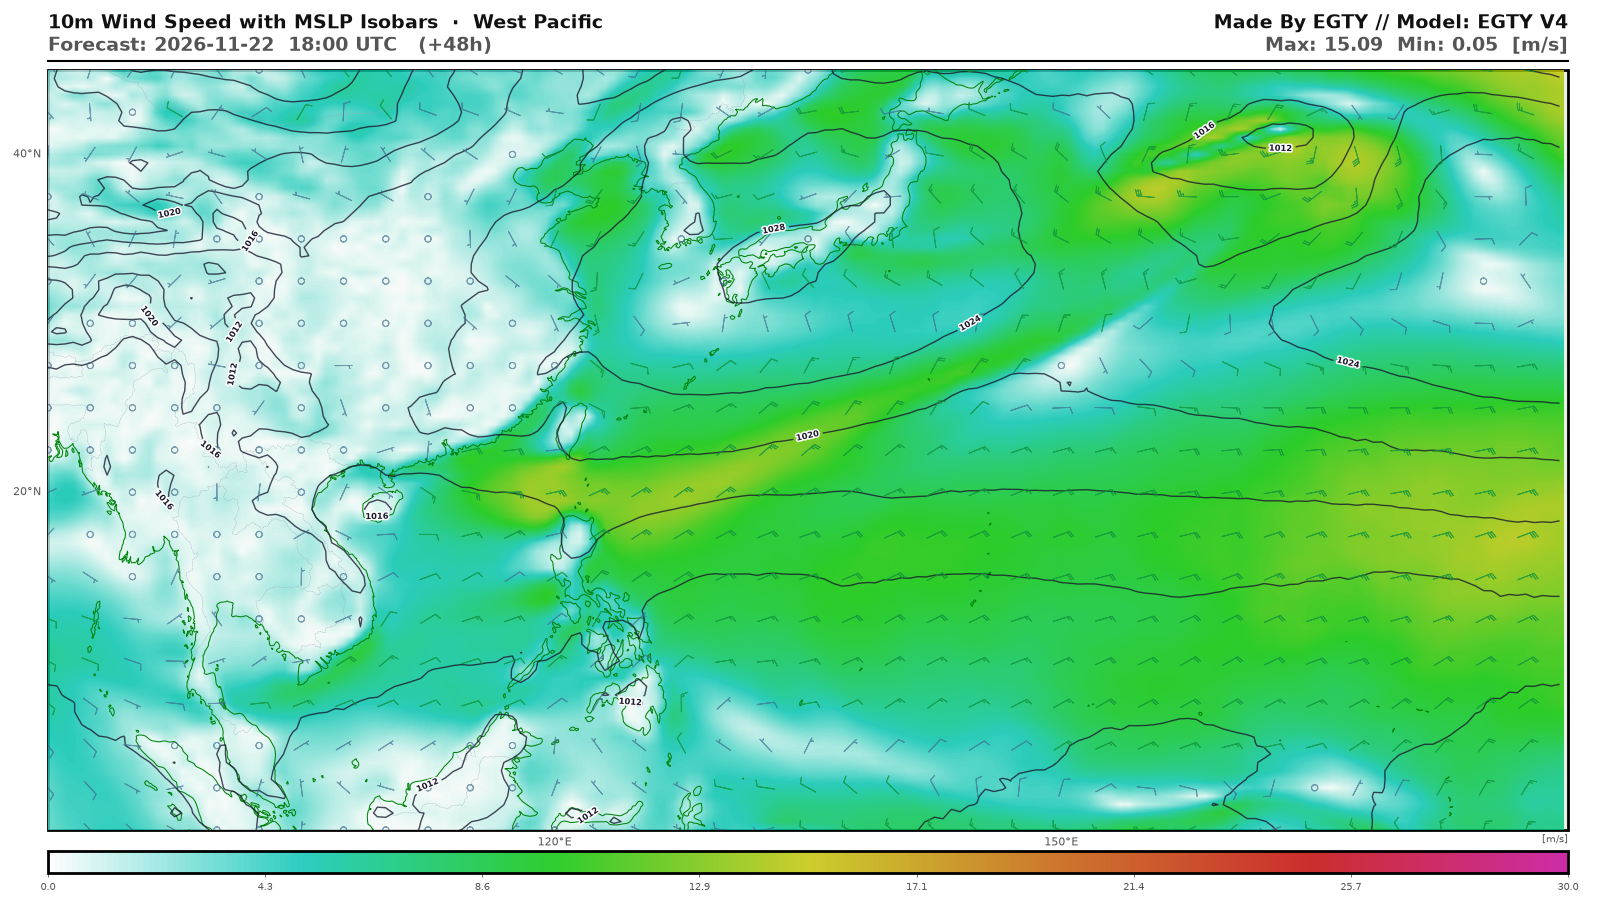 10m Wind Speed with MSLP Isobars · West Pacific
Made By EGTY // Model: EGTY V4
Forecast: 2026-11-22 18:00 UTC (+48h)
Max: 15.09 Min: 0.05 [m/s]
1016
1012
40°N
1020
1016
1028
1020
1012
1024
1024
1012
1020
1016
20°N
1016
1016
1012
1012
1012
120°E
150°E
[m/s]
0.0
4.3
8.6
12.9
17.1
21.4
25.7
30.0